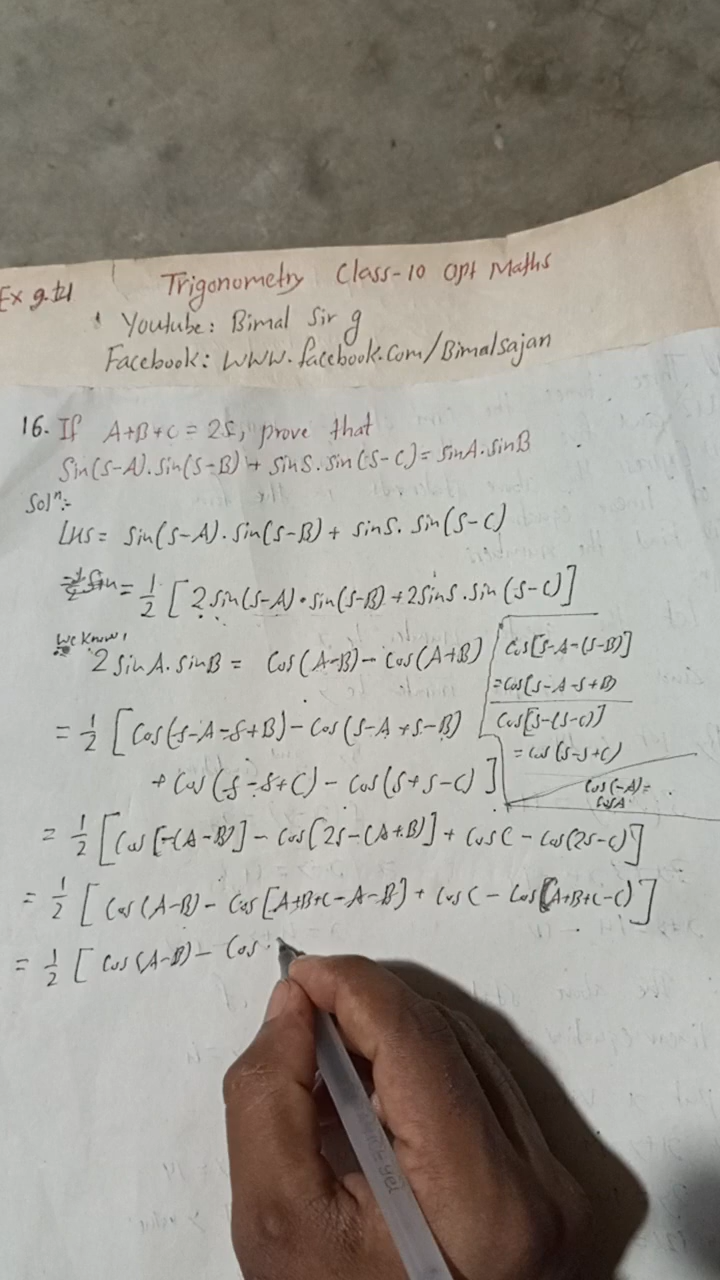 Ex 9.
Trigonometry Class-10 Opt Maths
Youtube: Bimal Sir g
Facebook: WWW.facebook.com/Bimalsajan
16. If A+B+C = 2S, prove that
Sin(S-A).Sin(S-B) + SinS.Sin(S-C) = SinA.SinB
Solⁿ:-
LHS = Sin(S-A).Sin(S-B) + SinS. Sin(S-C)
= 1/2 [2Sin(S-A).Sin(S-B) + 2SinS.Sin(S-C)]
We know,
2 SinA.SinB = Cos(A-B) - Cos(A+B)
Cos[S-A-(S-B)]
= Cos(S-A-S+B)
Cos[S-(S-C)]
= Cos(S-S+C)
Cos(-A) =
CosA
= 1/2 [Cos(S-A-S+B) - Cos(S-A+S-B)
+ Cos(S-S+C) - Cos(S+S-C)]
= 1/2 [Cos[-(A-B)] - Cos[2S-(A+B)] + CosC - Cos(2S-C)]
= 1/2 [Cos(A-B) - Cos[A+B+C-A-B] + CosC - Cos[A+B+C-C)]
= 1/2 [Cos(A-B) - Cos